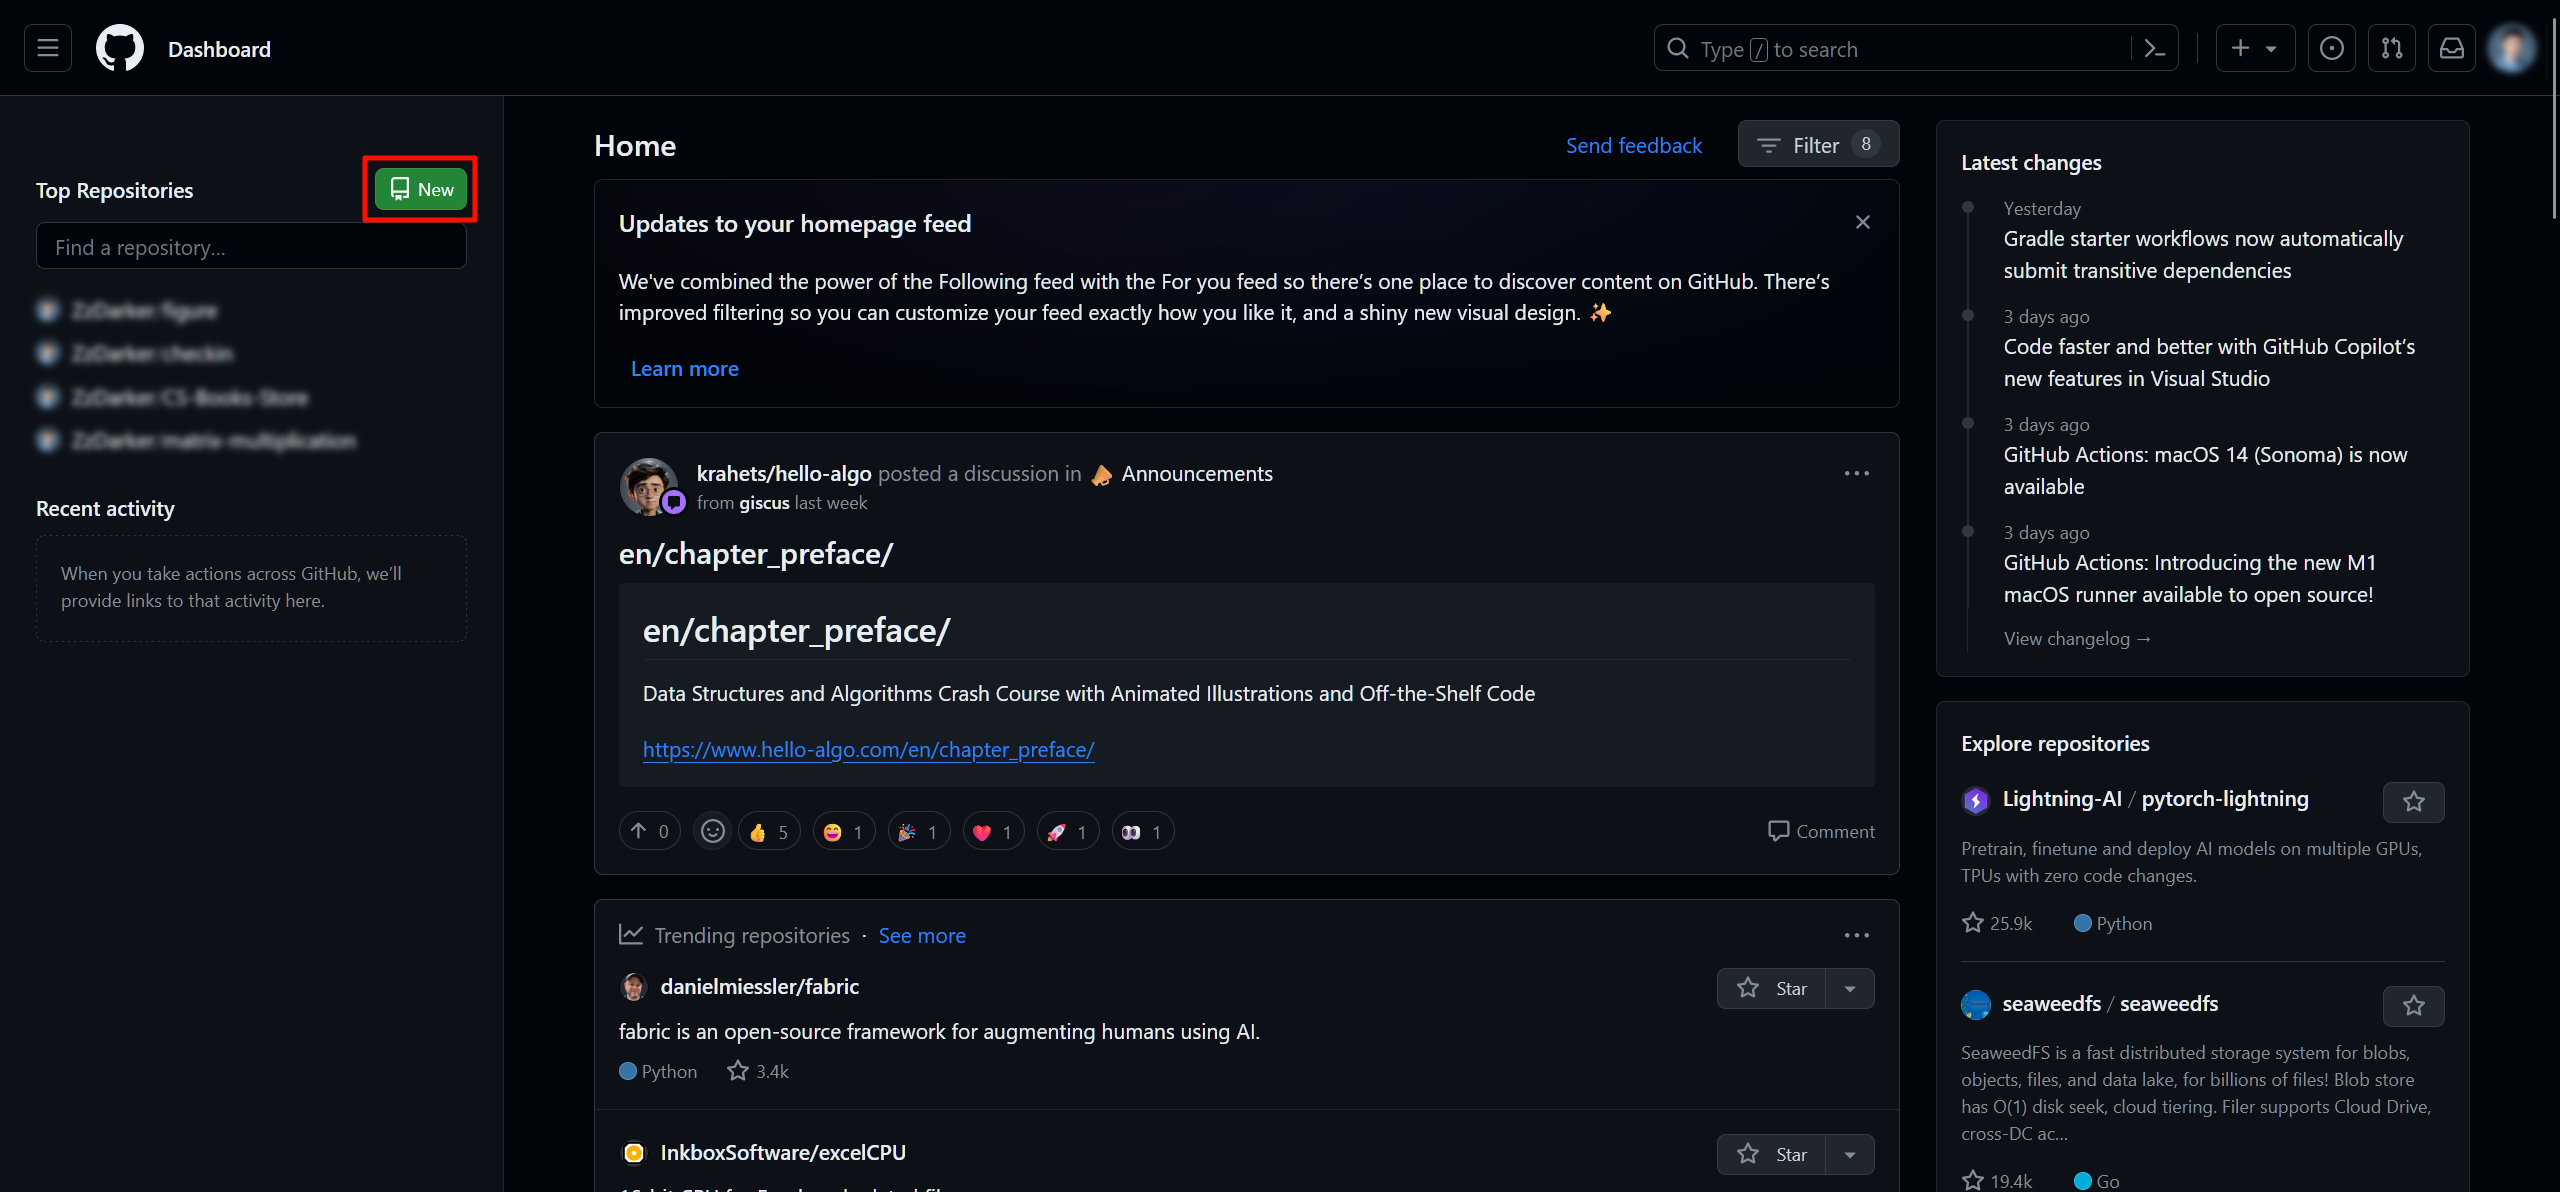 Dashboard
Type / to search
Top Repositories
New
Find a repository...
Recent activity
When you take actions across GitHub, we’ll
provide links to that activity here.
Home
Send feedback
Filter 8
Updates to your homepage feed
We've combined the power of the Following feed with the For you feed so there’s one place to discover content on GitHub. There’s
improved filtering so you can customize your feed exactly how you like it, and a shiny new visual design. ✨
Learn more
krahets/hello-algo posted a discussion in 📣 Announcements
from giscus last week
en/chapter_preface/
en/chapter_preface/
Data Structures and Algorithms Crash Course with Animated Illustrations and Off-the-Shelf Code
https://www.hello-algo.com/en/chapter_preface/
↑ 0 👍 5 😄 1 🎉 1 ❤️ 1 🚀 1 👀 1 Comment
Trending repositories · See more
danielmiessler/fabric
Star
fabric is an open-source framework for augmenting humans using AI.
Python 3.4k
InkboxSoftware/excelCPU
Star
Latest changes
Yesterday
Gradle starter workflows now automatically
submit transitive dependencies
3 days ago
Code faster and better with GitHub Copilot’s
new features in Visual Studio
3 days ago
GitHub Actions: macOS 14 (Sonoma) is now
available
3 days ago
GitHub Actions: Introducing the new M1
macOS runner available to open source!
View changelog →
Explore repositories
Lightning-AI / pytorch-lightning
Pretrain, finetune and deploy AI models on multiple GPUs,
TPUs with zero code changes.
25.9k Python
seaweedfs / seaweedfs
SeaweedFS is a fast distributed storage system for blobs,
objects, files, and data lake, for billions of files! Blob store
has O(1) disk seek, cloud tiering. Filer supports Cloud Drive,
cross-DC ac...
19.4k Go